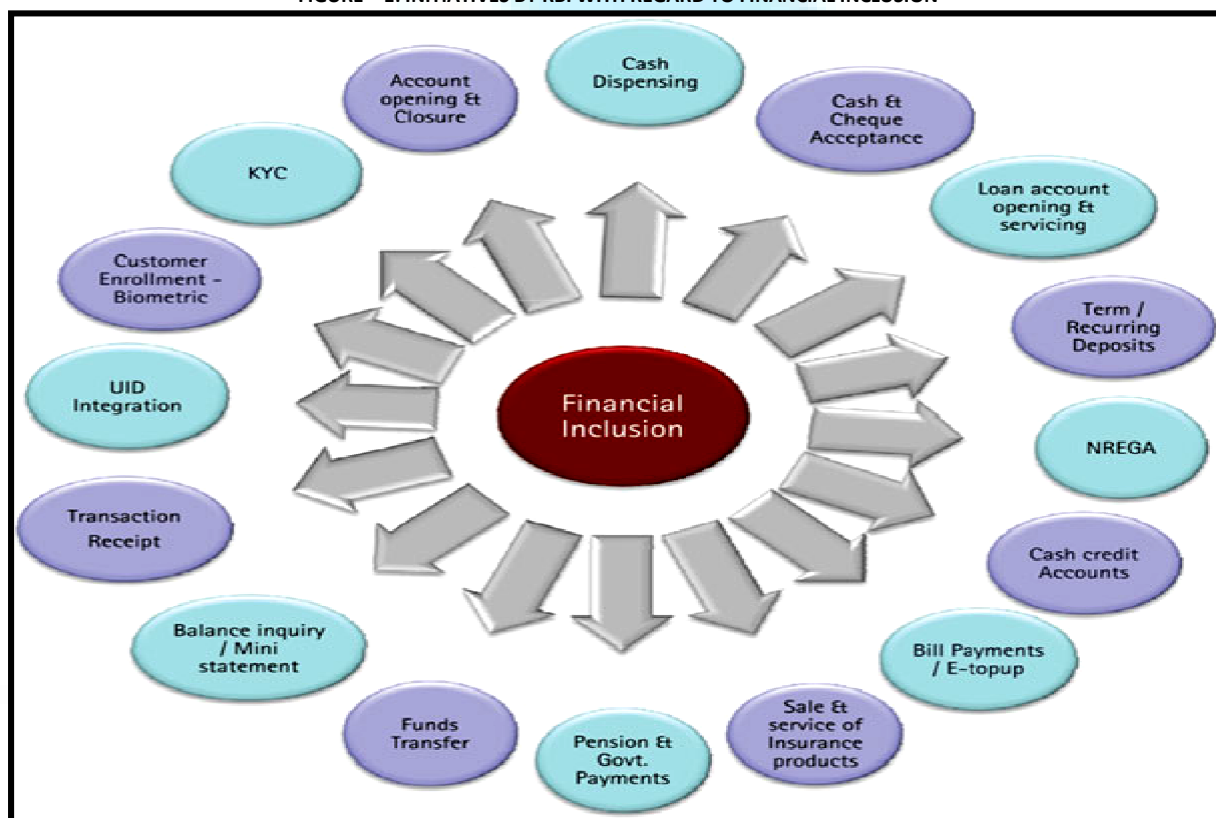 Cash
Dispensing
Cash &
Cheque
Acceptance
Loan account
opening &
servicing
Term /
Recurring
Deposits
NREGA
Cash credit
Accounts
Bill Payments
/ E-topup
Sale &
service of
Insurance
products
Pension &
Govt.
Payments
Funds
Transfer
Balance inquiry
/ Mini
statement
Transaction
Receipt
UID
Integration
Customer
Enrollment -
Biometric
KYC
Account
opening &
Closure
Financial
Inclusion